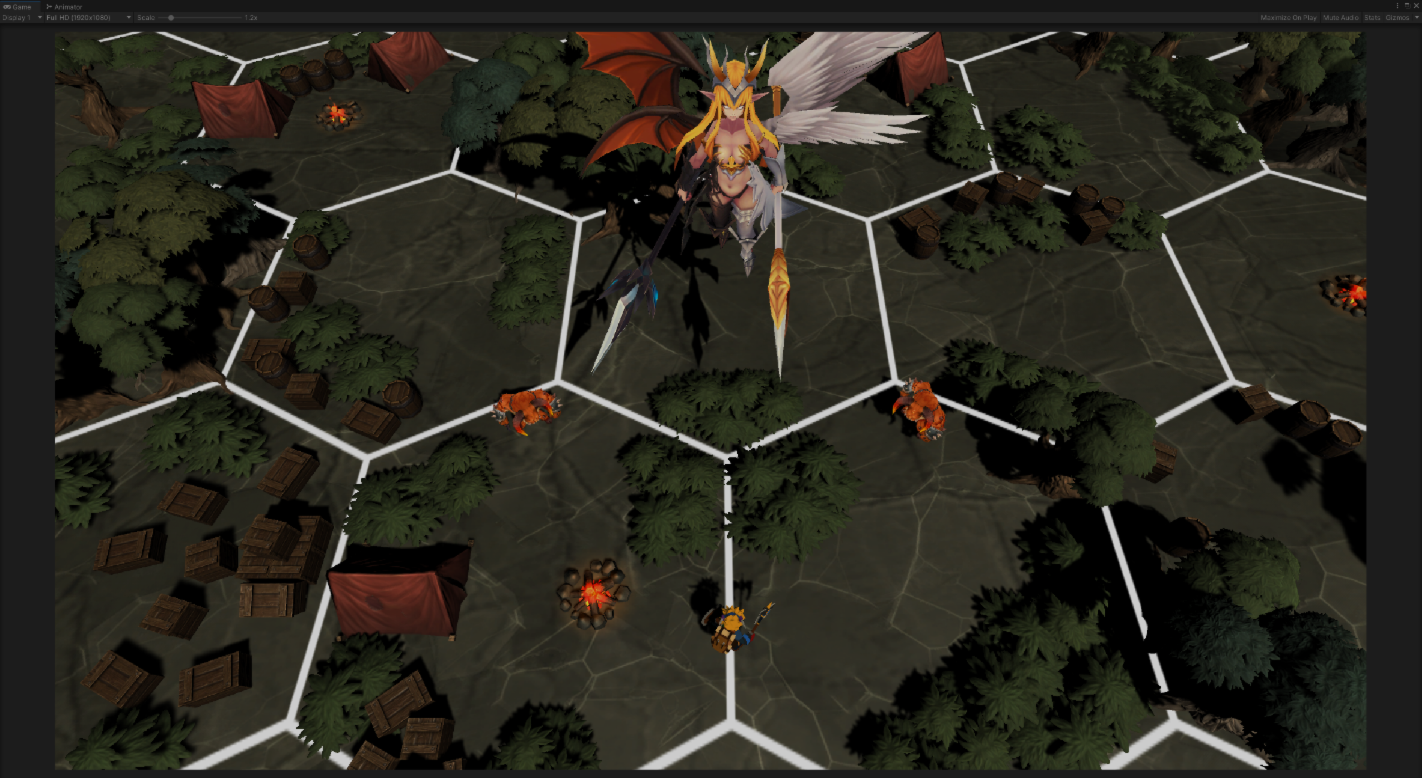 Game Animator
Display 1 Full HD (1920x1080) Scale 1.2x Maximize On Play Mute Audio Stats Gizmos